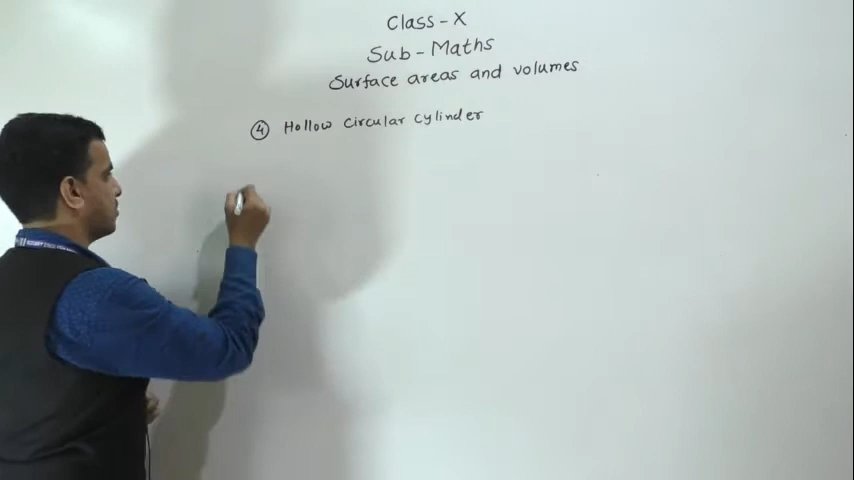 Class - X
Sub - Maths
Surface areas and volumes
④ Hollow circular cylinder